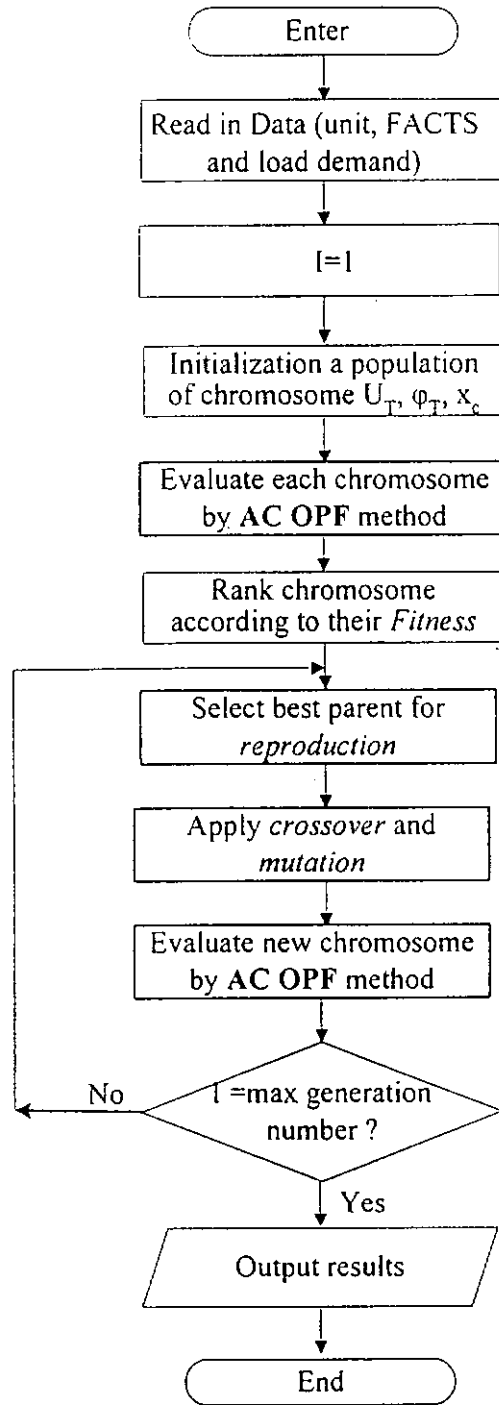 Enter
Read in Data (unit, FACTS
and load demand)
I=1
Initialization a population
of chromosome U_T, φ_T, x_c
Evaluate each chromosome
by AC OPF method
Rank chromosome
according to their Fitness
Select best parent for
reproduction
Apply crossover and
mutation
Evaluate new chromosome
by AC OPF method
No
I =max generation
number ?
Yes
Output results
End